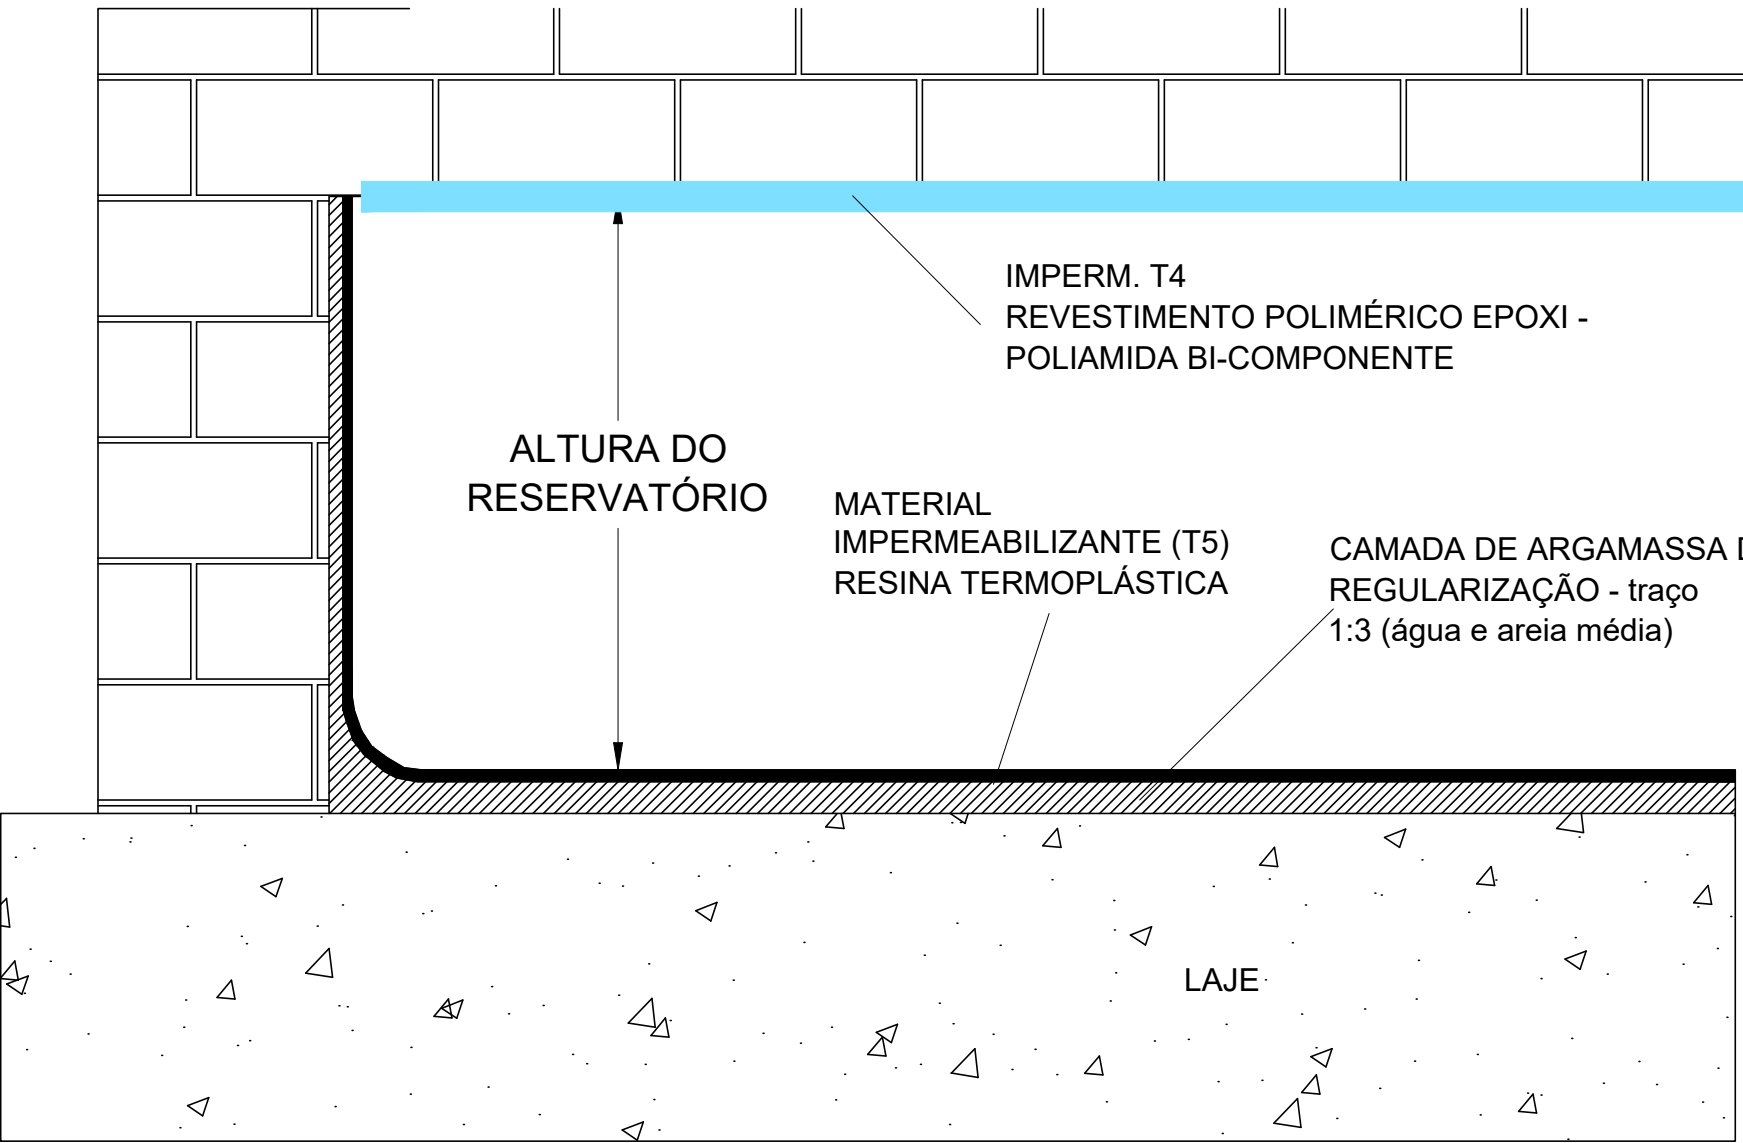 IMPERM. T4
REVESTIMENTO POLIMÉRICO EPOXI -
POLIAMIDA BI-COMPONENTE
ALTURA DO
RESERVATÓRIO
MATERIAL
IMPERMEABILIZANTE (T5)
RESINA TERMOPLÁSTICA
CAMADA DE ARGAMASSA
REGULARIZAÇÃO - traço
1:3 (água e areia média)
LAJE